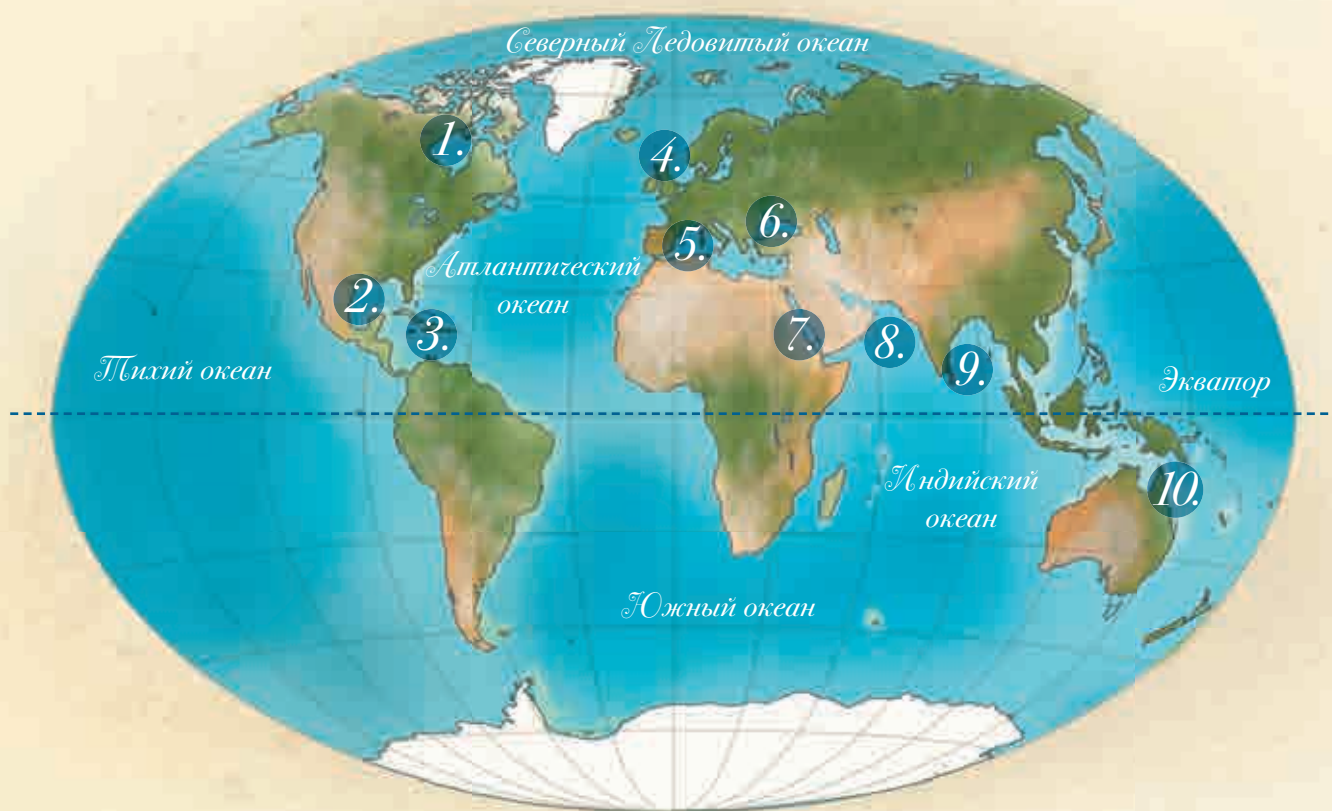 Северный Ледовитый океан
1.
4.
6.
5.
Атлантический
океан
2.
3.
7.
8.
9.
Тихий океан
Экватор
Индийский
океан
10.
Южный океан